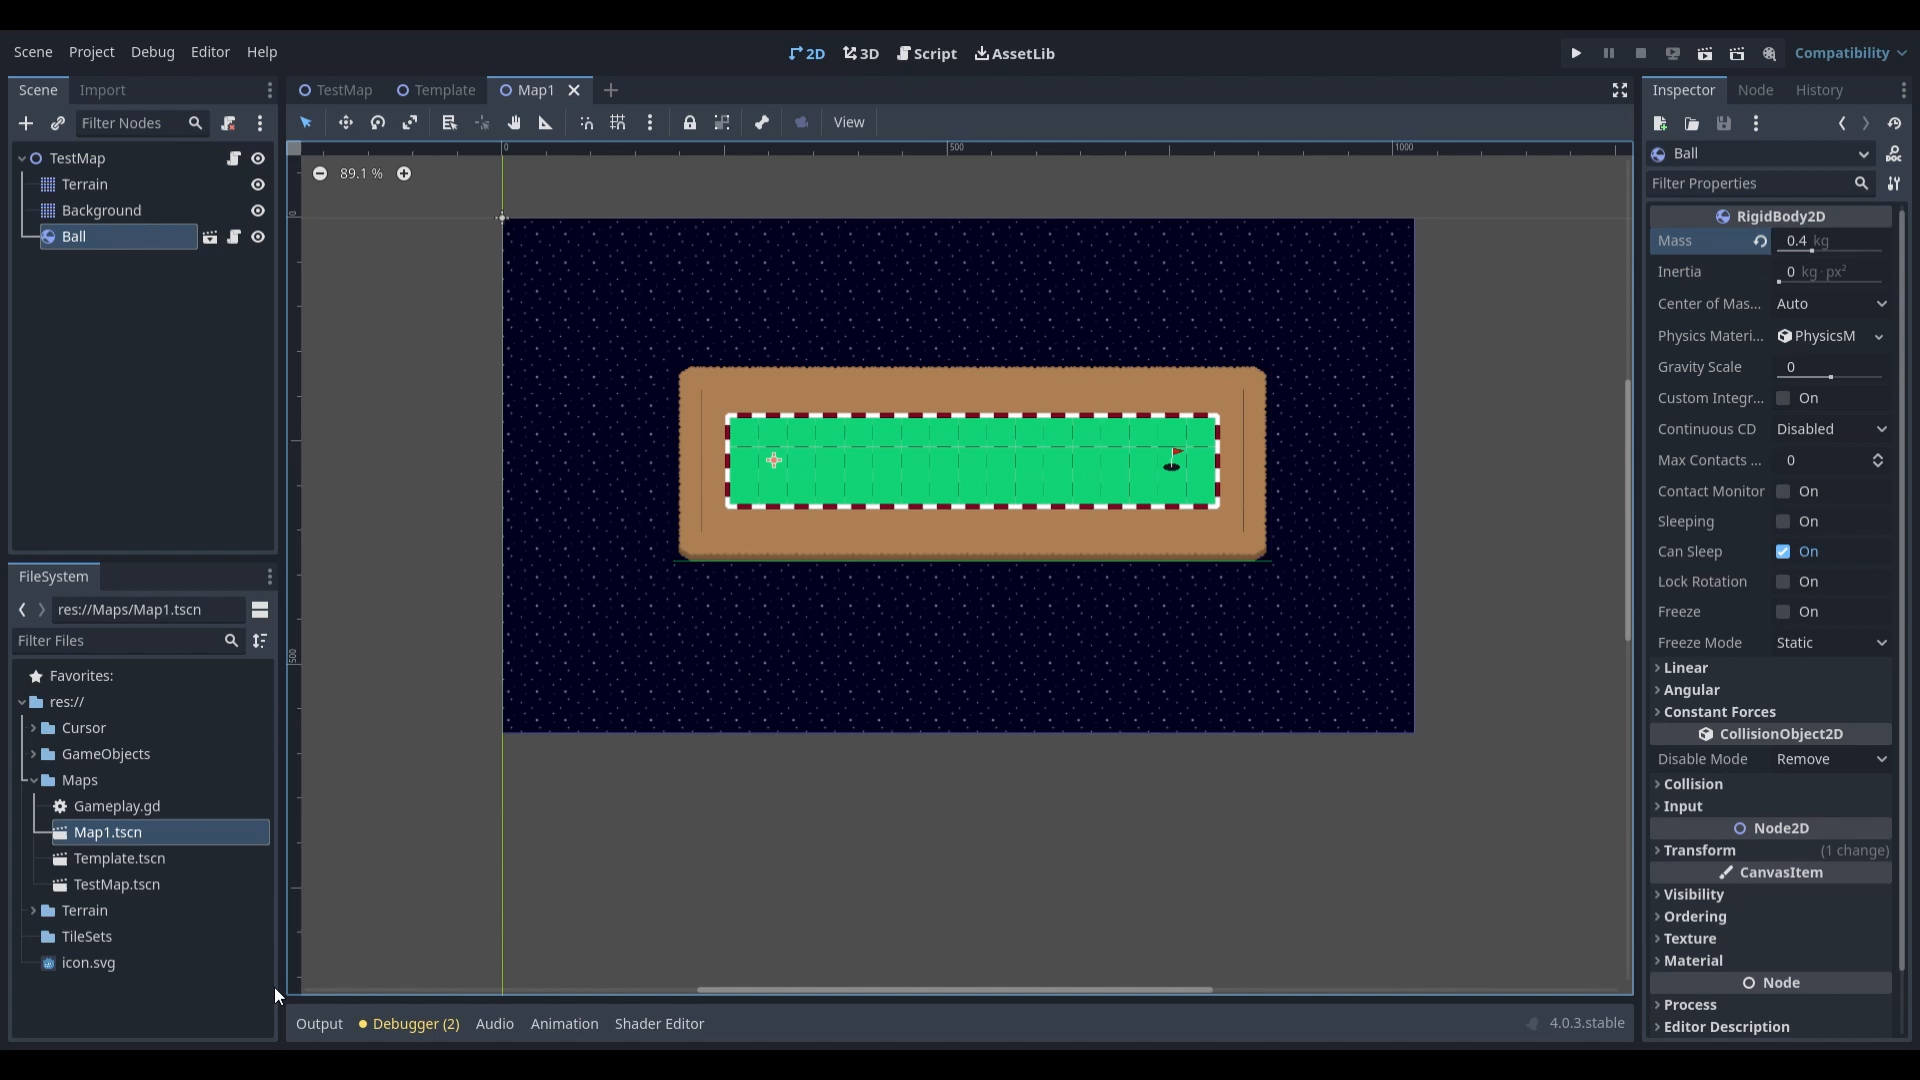 Scene Project Debug Editor Help
2D 3D Script AssetLib
Compatibility
Scene Import
TestMap Template Map1
Inspector Node History
Filter Nodes
View
Ball
Filter Properties
TestMap
Terrain
Background
Ball
0 500 1000
89.1 %
0
500
RigidBody2D
Mass 0.4 kg
Inertia 0 kg·px²
Center of Mas... Auto
Physics Materi... PhysicsM
Gravity Scale 0
Custom Integr... On
Continuous CD Disabled
Max Contacts ... 0
Contact Monitor On
Sleeping On
Can Sleep On
Lock Rotation On
Freeze On
Freeze Mode Static
Linear
Angular
Constant Forces
CollisionObject2D
Disable Mode Remove
Collision
Input
Node2D
Transform (1 change)
CanvasItem
Visibility
Ordering
Texture
Material
Node
Process
Editor Description
FileSystem
res://Maps/Map1.tscn
Filter Files
Favorites:
res://
Cursor
GameObjects
Maps
Gameplay.gd
Map1.tscn
Template.tscn
TestMap.tscn
Terrain
TileSets
icon.svg
Output Debugger (2) Audio Animation Shader Editor
4.0.3.stable